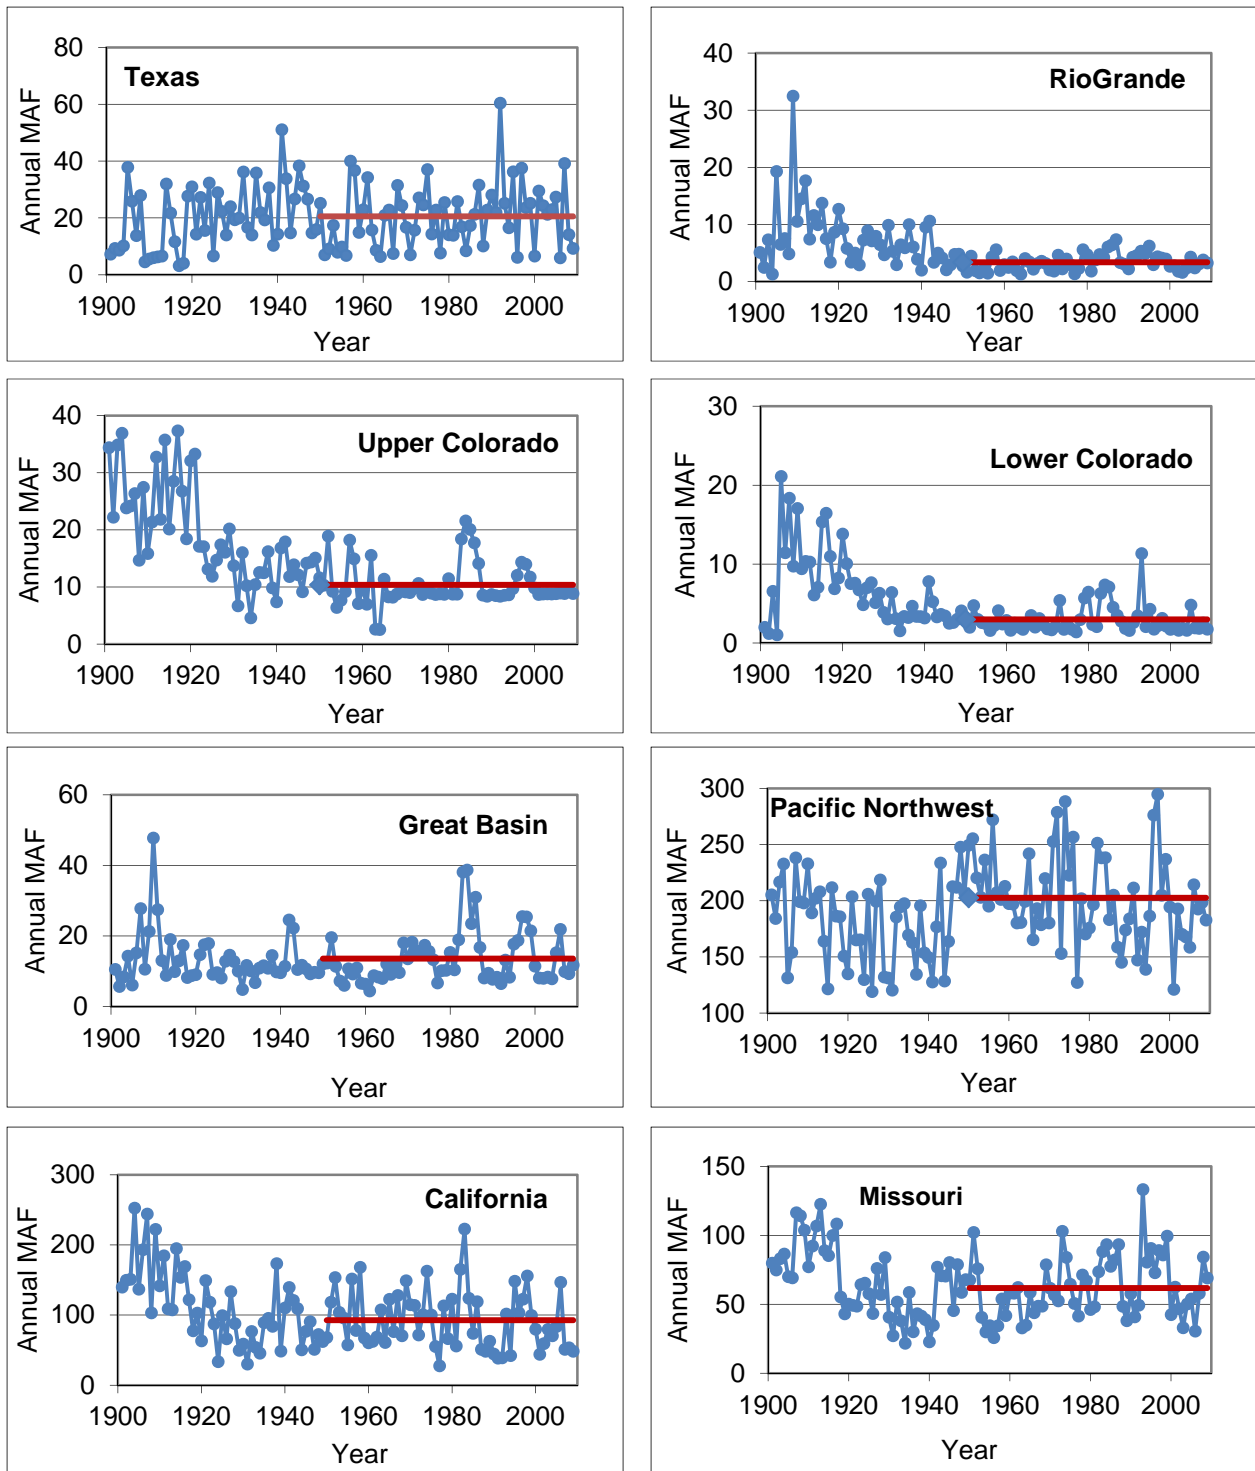 Texas
Annual MAF
80
60
40
20
0
1900 1920 1940 1960 1980 2000
Year
RioGrande
Annual MAF
40
30
20
10
0
1900 1920 1940 1960 1980 2000
Year
Upper Colorado
Annual MAF
40
30
20
10
0
1900 1920 1940 1960 1980 2000
Year
Lower Colorado
Annual MAF
30
20
10
0
1900 1920 1940 1960 1980 2000
Year
Great Basin
Annual MAF
60
40
20
0
1900 1920 1940 1960 1980 2000
Year
Pacific Northwest
Annual MAF
300
250
200
150
100
1900 1920 1940 1960 1980 2000
Year
California
Annual MAF
300
200
100
0
1900 1920 1940 1960 1980 2000
Year
Missouri
Annual MAF
150
100
50
0
1900 1920 1940 1960 1980 2000
Year